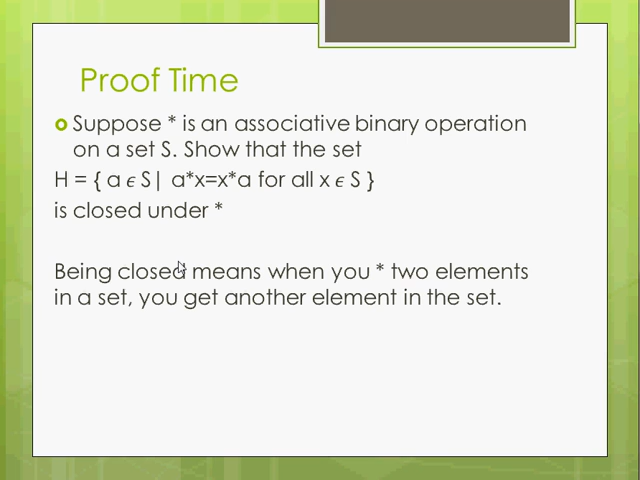 Proof Time
Suppose * is an associative binary operation
on a set S. Show that the set
H = { a ϵ S| a*x=x*a for all x ϵ S }
is closed under *
Being closed means when you * two elements
in a set, you get another element in the set.